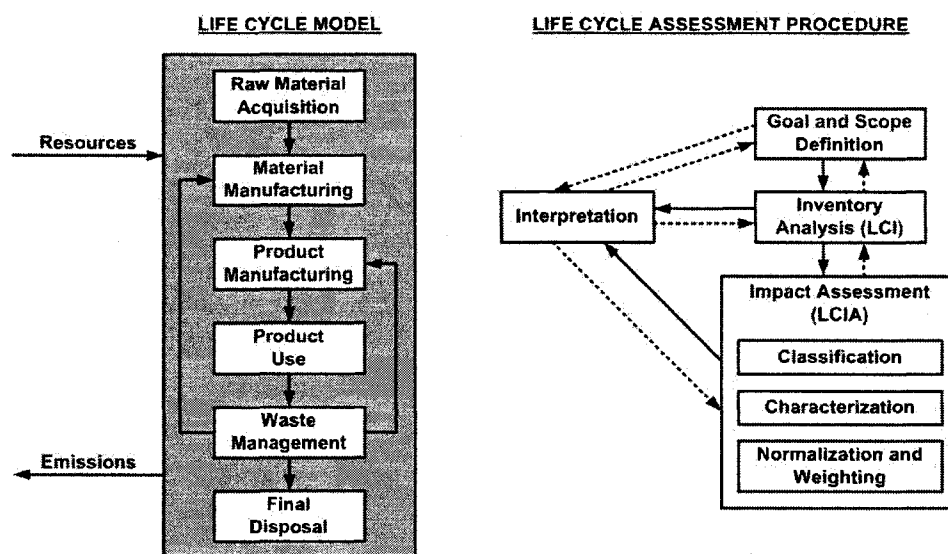 LIFE CYCLE MODEL
Raw Material
Acquisition
Resources
Material
Manufacturing
Product
Manufacturing
Product
Use
Waste
Management
Emissions
Final
Disposal
LIFE CYCLE ASSESSMENT PROCEDURE
Goal and Scope
Definition
Interpretation
Inventory
Analysis (LCI)
Impact Assessment
(LCIA)
Classification
Characterization
Normalization and
Weighting